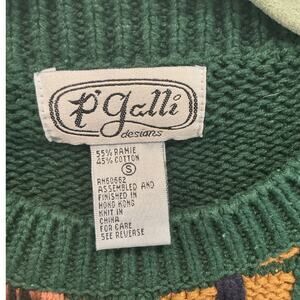 P'galli
designs
55% RAMIE
45% COTTON
S
RN60662
ASSEMBLED AND
FINISHED IN
HONG KONG
KNIT IN
CHINA
FOR CARE
SEE REVERSE